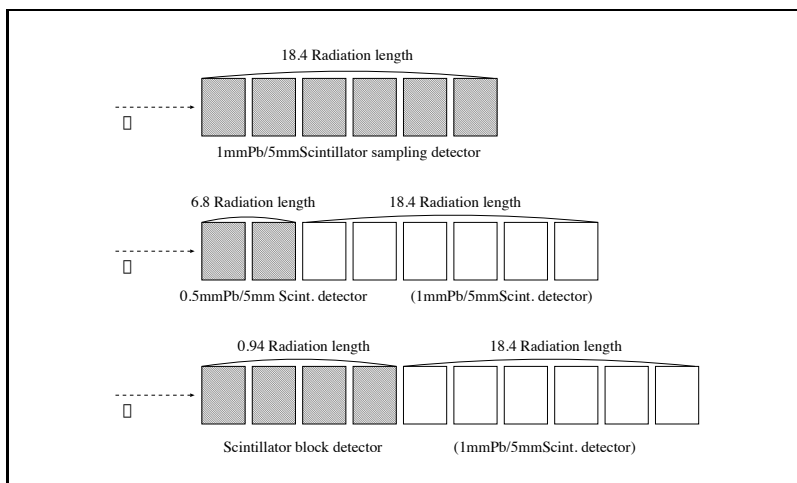 18.4 Radiation length
1mmPb/5mmScintillator sampling detector
6.8 Radiation length
18.4 Radiation length
0.5mmPb/5mm Scint. detector
(1mmPb/5mmScint. detector)
0.94 Radiation length
18.4 Radiation length
Scintillator block detector
(1mmPb/5mmScint. detector)